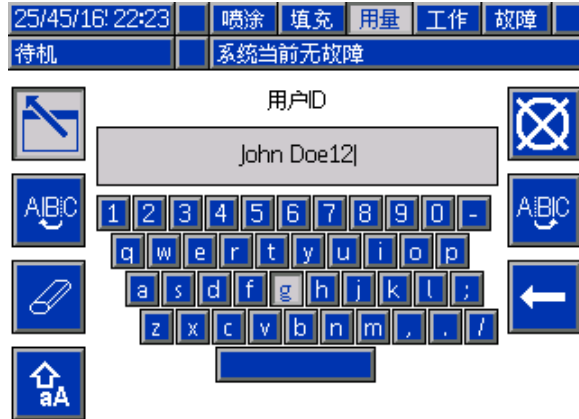 25/45/16! 22:23 喷涂 填充 用量 工作 故障
待机 系统当前无故障
用户ID
John Doe12
A|B|C 1 2 3 4 5 6 7 8 9 0 - A|B|C
q w e r t y u i o p
a s d f g h j k l ;
z x c v b n m , . /
aA